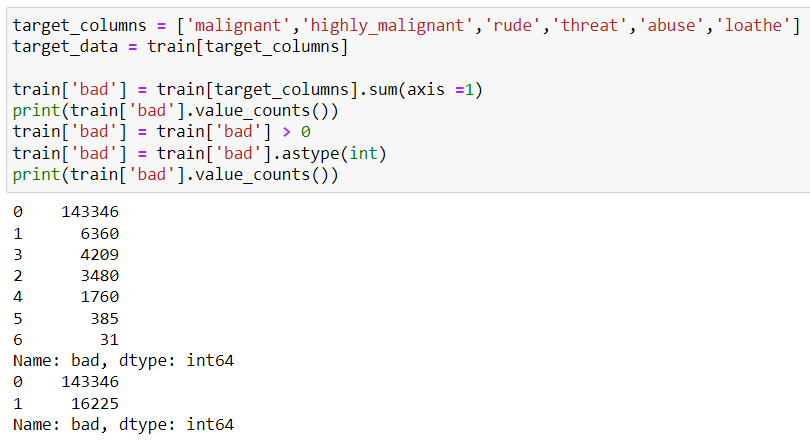 target_columns = ['malignant','highly_malignant','rude','threat','abuse','loathe']
target_data = train[target_columns]
train['bad'] = train[target_columns].sum(axis =1)
print(train['bad'].value_counts())
train['bad'] = train['bad'] > 0
train['bad'] = train['bad'].astype(int)
print(train['bad'].value_counts())
0    143346
1      6360
3      4209
2      3480
4      1760
5       385
6        31
Name: bad, dtype: int64
0    143346
1     16225
Name: bad, dtype: int64